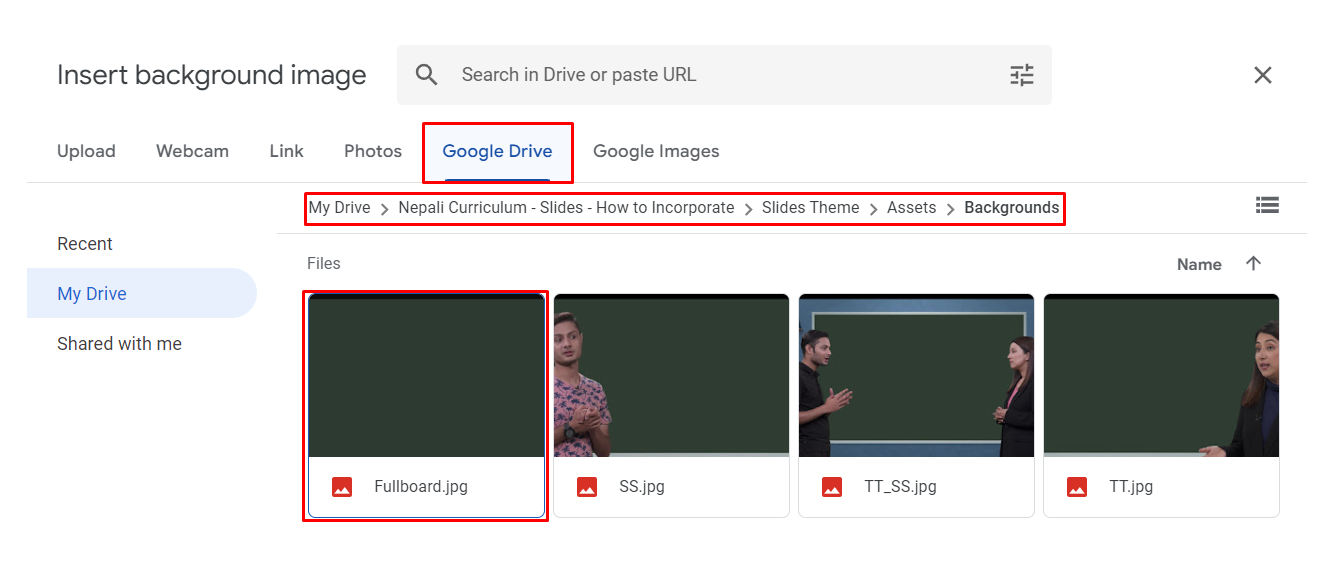 Insert background image
Search in Drive or paste URL
Upload Webcam Link Photos Google Drive Google Images
My Drive > Nepali Curriculum - Slides - How to Incorporate > Slides Theme > Assets > Backgrounds
Recent
My Drive
Shared with me
Files
Name
Fullboard.jpg
SS.jpg
TT_SS.jpg
TT.jpg